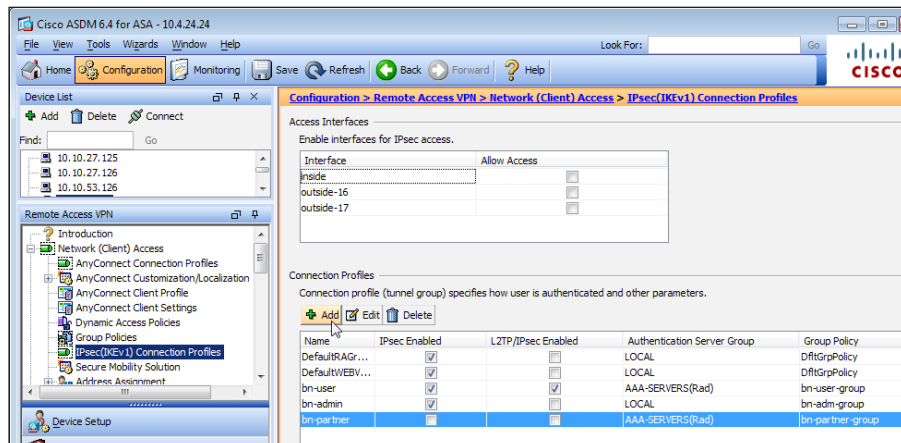 Cisco ASDM 6.4 for ASA - 10.4.24.24
File View Tools Wizards Window Help Look For: Go
Home Configuration Monitoring Save Refresh Back Forward Help
CISCO
Device List
Add Delete Connect
Find: Go
10.10.27.125
10.10.27.126
10.10.53.126
Remote Access VPN
Introduction
Network (Client) Access
AnyConnect Connection Profiles
AnyConnect Customization/Localization
AnyConnect Client Profile
AnyConnect Client Settings
Dynamic Access Policies
Group Policies
IPsec(IKEv1) Connection Profiles
Secure Mobility Solution
Address Assignment
Device Setup
Configuration > Remote Access VPN > Network (Client) Access > IPsec(IKEv1) Connection Profiles
Access Interfaces
Enable interfaces for IPsec access.
Interface Allow Access
inside
outside-16
outside-17
Connection Profiles
Connection profile (tunnel group) specifies how user is authenticated and other parameters.
Add Edit Delete
Name IPsec Enabled L2TP/IPsec Enabled Authentication Server Group Group Policy
DefaultRAGr... LOCAL DfltGrpPolicy
DefaultWEBV... LOCAL DfltGrpPolicy
bn-user AAA-SERVERS(Rad) bn-user-group
bn-admin LOCAL bn-adm-group
bn-partner AAA-SERVERS(Rad) bn-partner-group